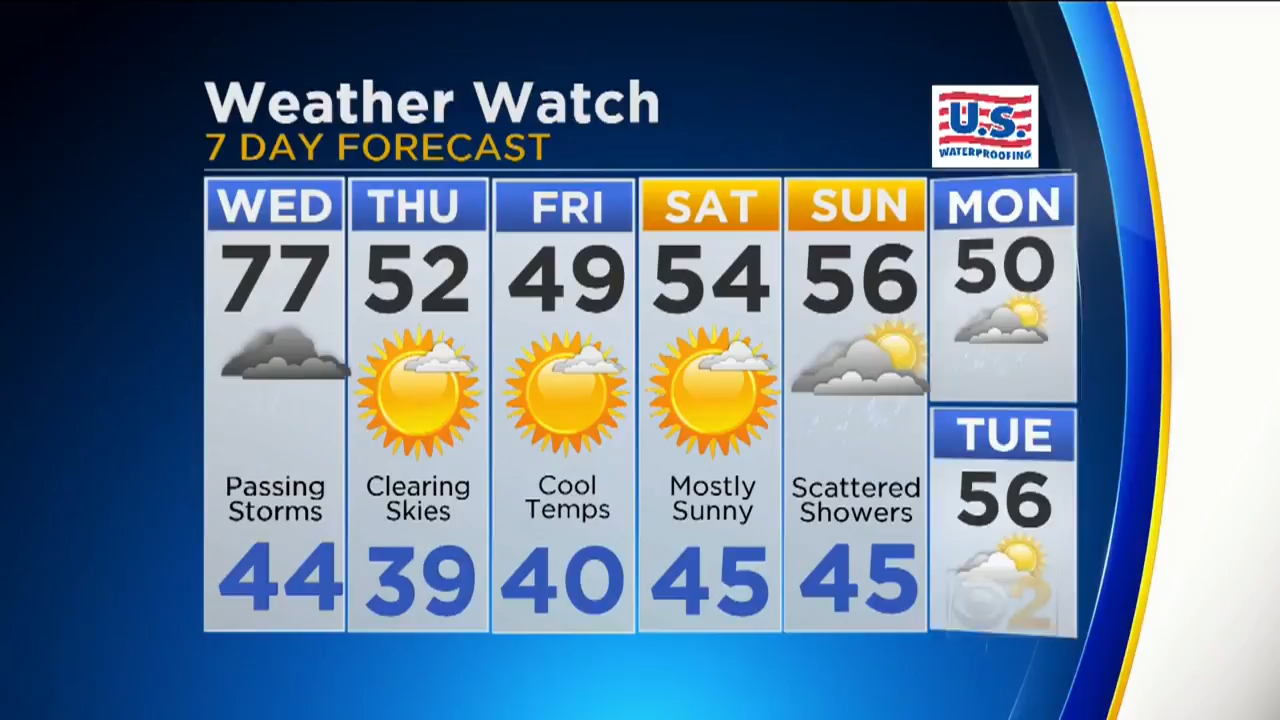 Weather Watch
7 DAY FORECAST
U.S.
WATERPROOFING
WED
77
Passing
Storms
44
THU
52
Clearing
Skies
39
FRI
49
Cool
Temps
40
SAT
54
Mostly
Sunny
45
SUN
56
Scattered
Showers
45
MON
50
TUE
56
2